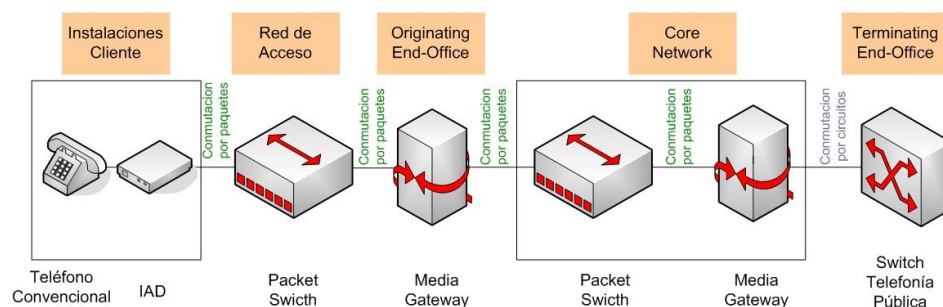 Instalaciones
Cliente
Red de
Acceso
Originating
End-Office
Core
Network
Terminating
End-Office
Conmutacion
por paquetes
Conmutacion
por paquetes
Conmutacion
por paquetes
Conmutacion
por paquetes
Conmutacion
por circuitos
Teléfono
Convencional
IAD
Packet
Swicth
Media
Gateway
Packet
Swicth
Media
Gateway
Switch
Telefonía
Pública